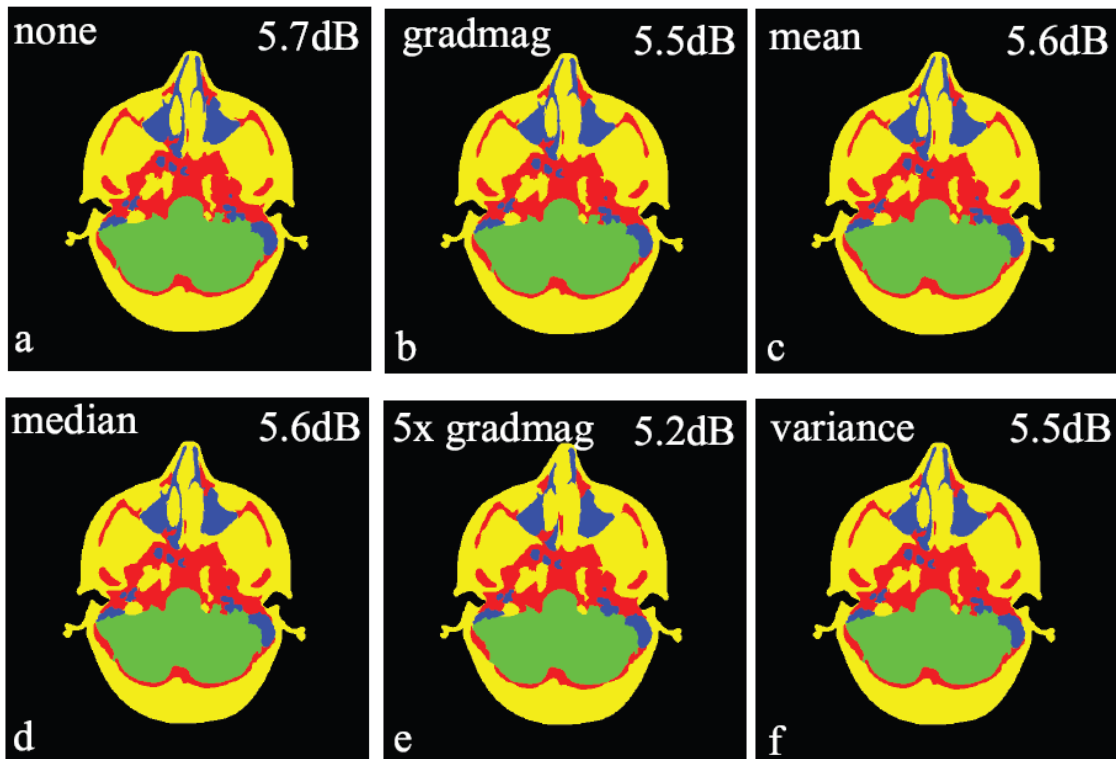 none 5.7dB
a
gradmag 5.5dB
b
mean 5.6dB
c
median 5.6dB
d
5x gradmag 5.2dB
e
variance 5.5dB
f